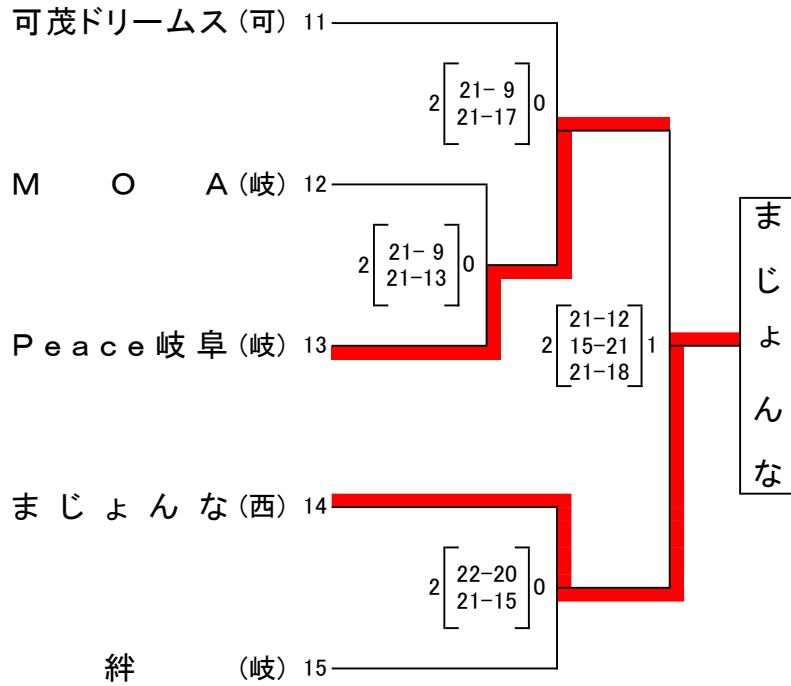 可茂ドリームス (可) 11
2 [21- 9 21-17] 0
M O A (岐) 12
2 [21- 9 21-13] 0
Peace岐阜 (岐) 13
2 [21-12 15-21 21-18] 1
まじょんな
まじょんな (西) 14
2 [22-20 21-15] 0
絆 (岐) 15